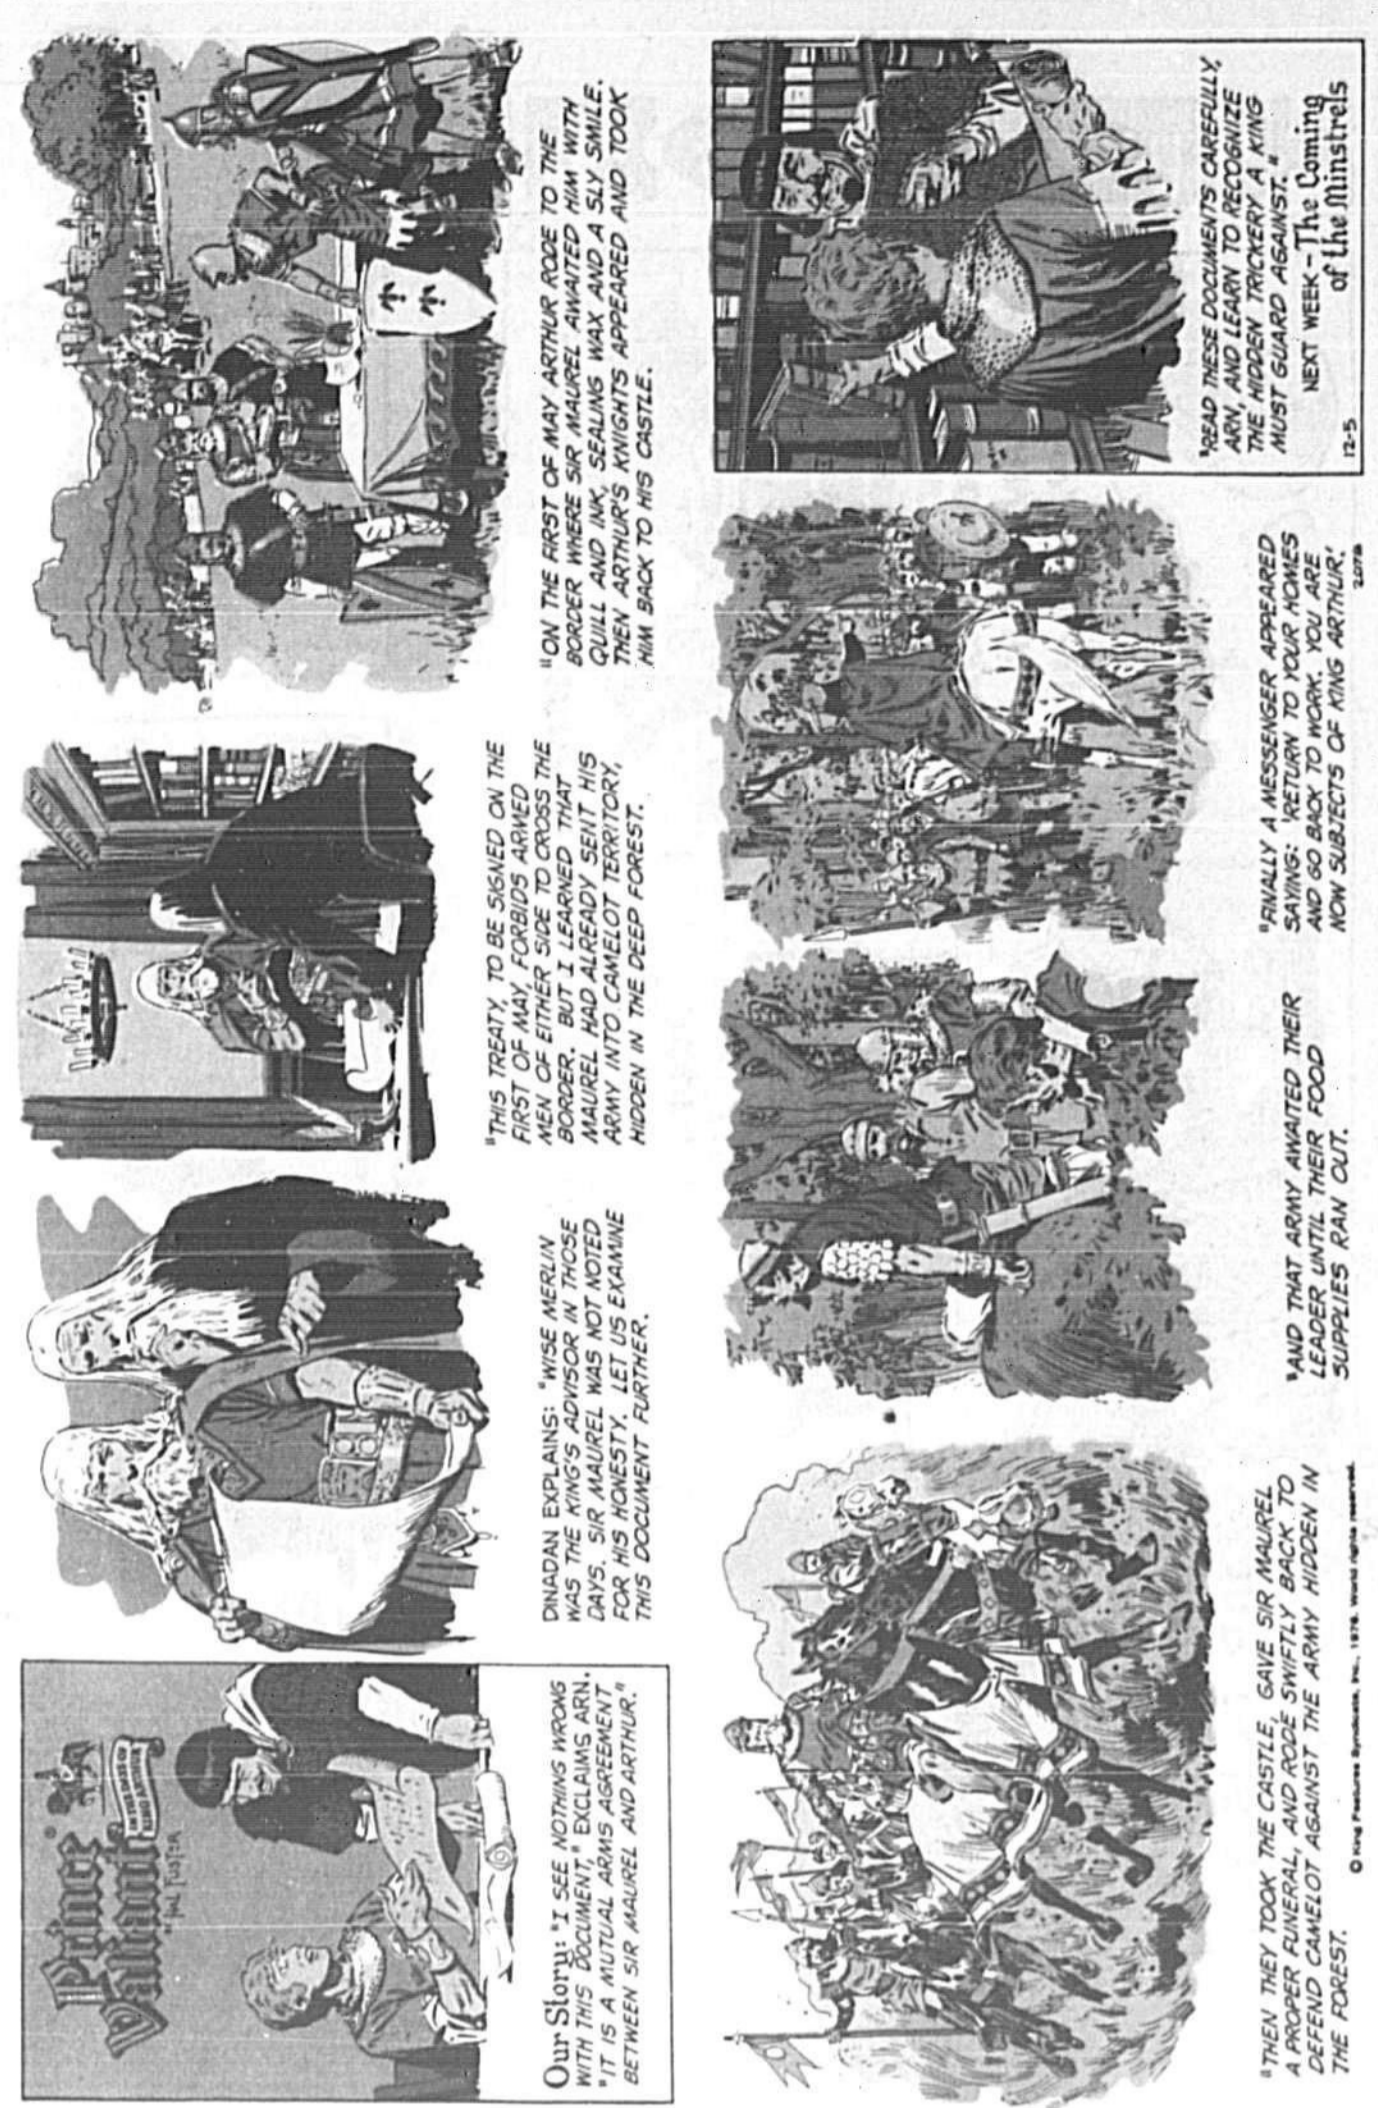 Prince Valiant
IN THE DAYS OF
KING ARTHUR
Our Story: "I SEE NOTHING WRONG
WITH THIS DOCUMENT," EXCLAIMS ARN.
"IT IS A MUTUAL ARMS AGREEMENT
BETWEEN SIR MAUREL AND ARTHUR."
DINADAN EXPLAINS: "WISE MERLIN
WAS THE KING'S ADVISOR IN THOSE
DAYS. SIR MAUREL WAS NOT NOTED
FOR HIS HONESTY. LET US EXAMINE
THIS DOCUMENT FURTHER.
"THIS TREATY, TO BE SIGNED ON THE
FIRST OF MAY, FORBIDS ARMED
MEN OF EITHER SIDE TO CROSS THE
BORDER. BUT I LEARNED THAT
MAUREL HAD ALREADY SENT HIS
ARMY INTO CAMELOT TERRITORY,
HIDDEN IN THE DEEP FOREST.
"ON THE FIRST OF MAY ARTHUR RODE TO THE
BORDER WHERE SIR MAUREL AWAITED HIM WITH
QUILL AND INK, SEALING WAX AND A SLY SMILE.
THEN ARTHUR'S KNIGHTS APPEARED AND TOOK
HIM BACK TO HIS CASTLE.
"THEN THEY TOOK THE CASTLE, GAVE SIR MAUREL
A PROPER FUNERAL, AND RODE SWIFTLY BACK TO
DEFEND CAMELOT AGAINST THE ARMY HIDDEN IN
THE FOREST.
© King Features Syndicate, Inc., 1976. World rights reserved.
"AND THAT ARMY AWAITED THEIR
LEADER UNTIL THEIR FOOD
SUPPLIES RAN OUT.
"FINALLY A MESSENGER APPEARED
SAYING: 'RETURN TO YOUR HOMES
AND GO BACK TO WORK. YOU ARE
NOW SUBJECTS OF KING ARTHUR.'
"READ THESE DOCUMENTS CAREFULLY,
ARN, AND LEARN TO RECOGNIZE
THE HIDDEN TRICKERY A KING
MUST GUARD AGAINST."
NEXT WEEK – The Coming
of the Minstrels
12-5